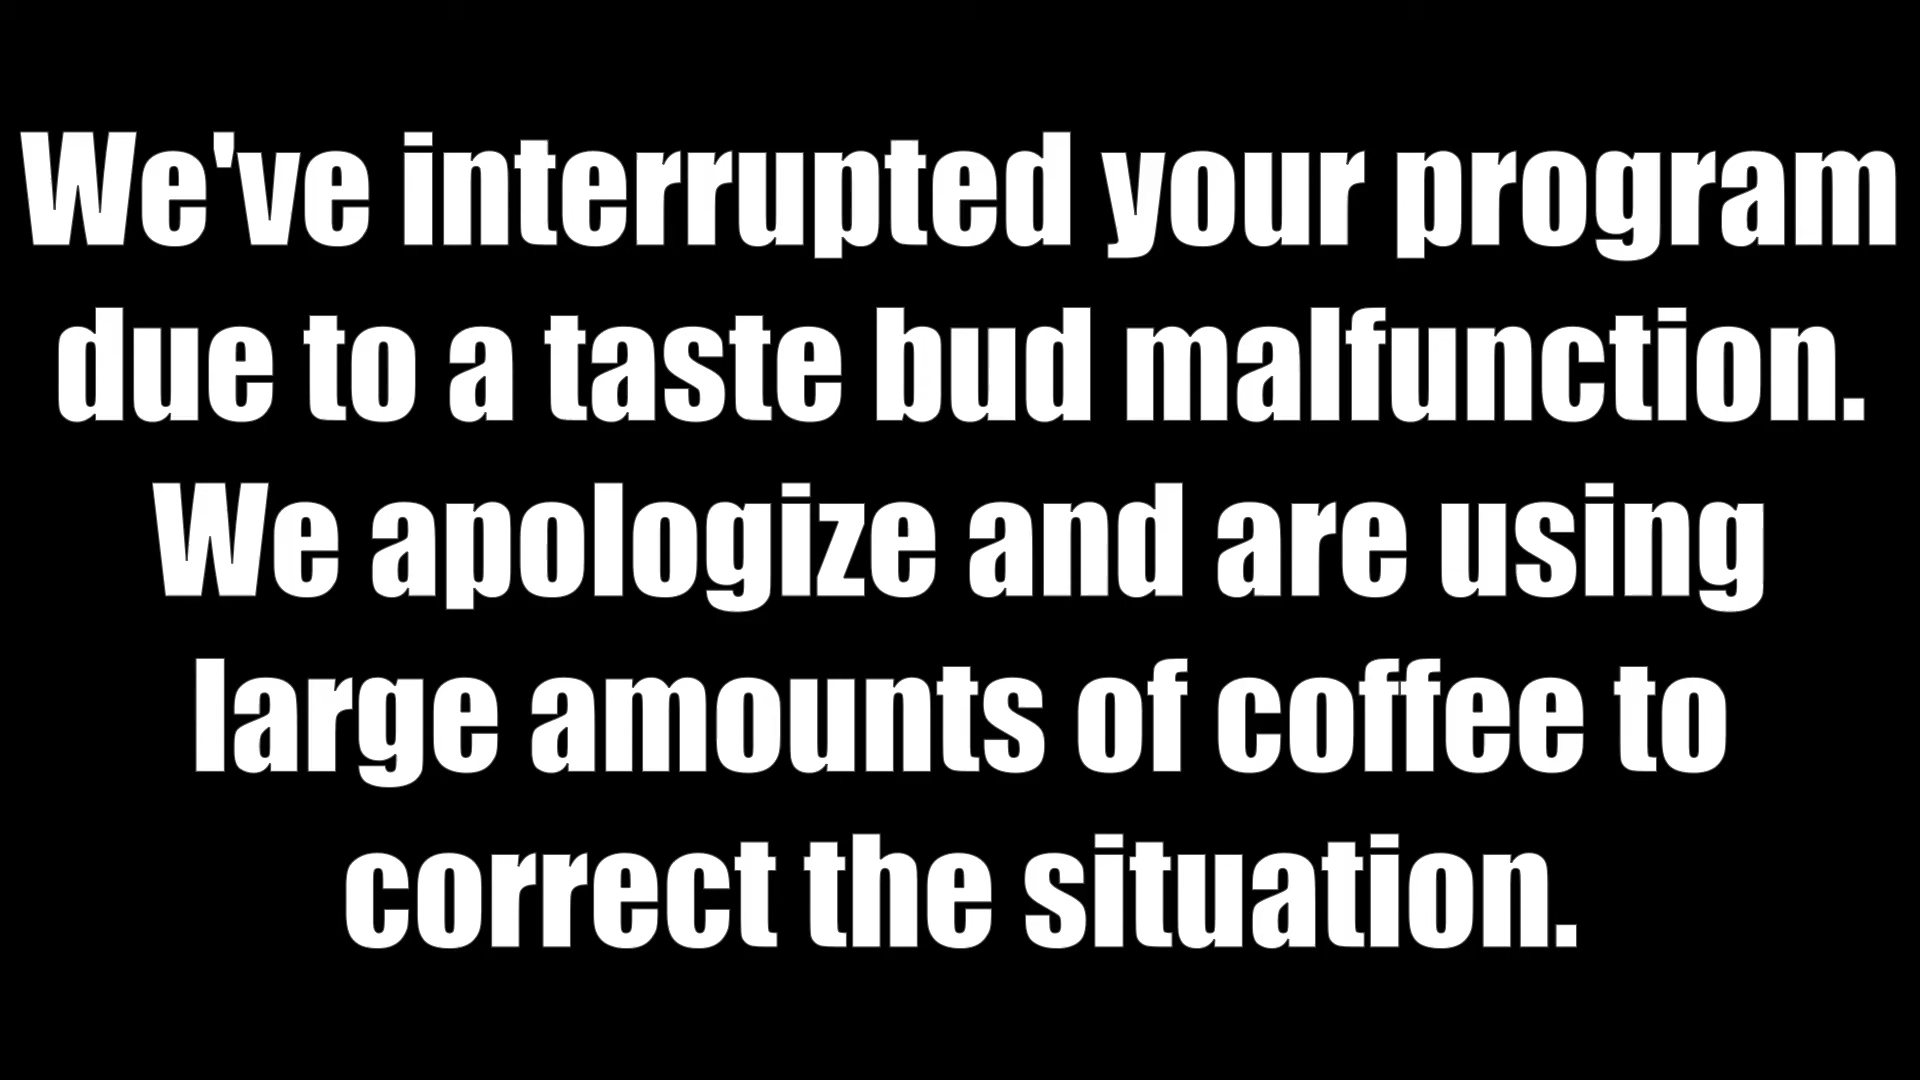 We've interrupted your program
due to a taste bud malfunction.
We apologize and are using
large amounts of coffee to
correct the situation.